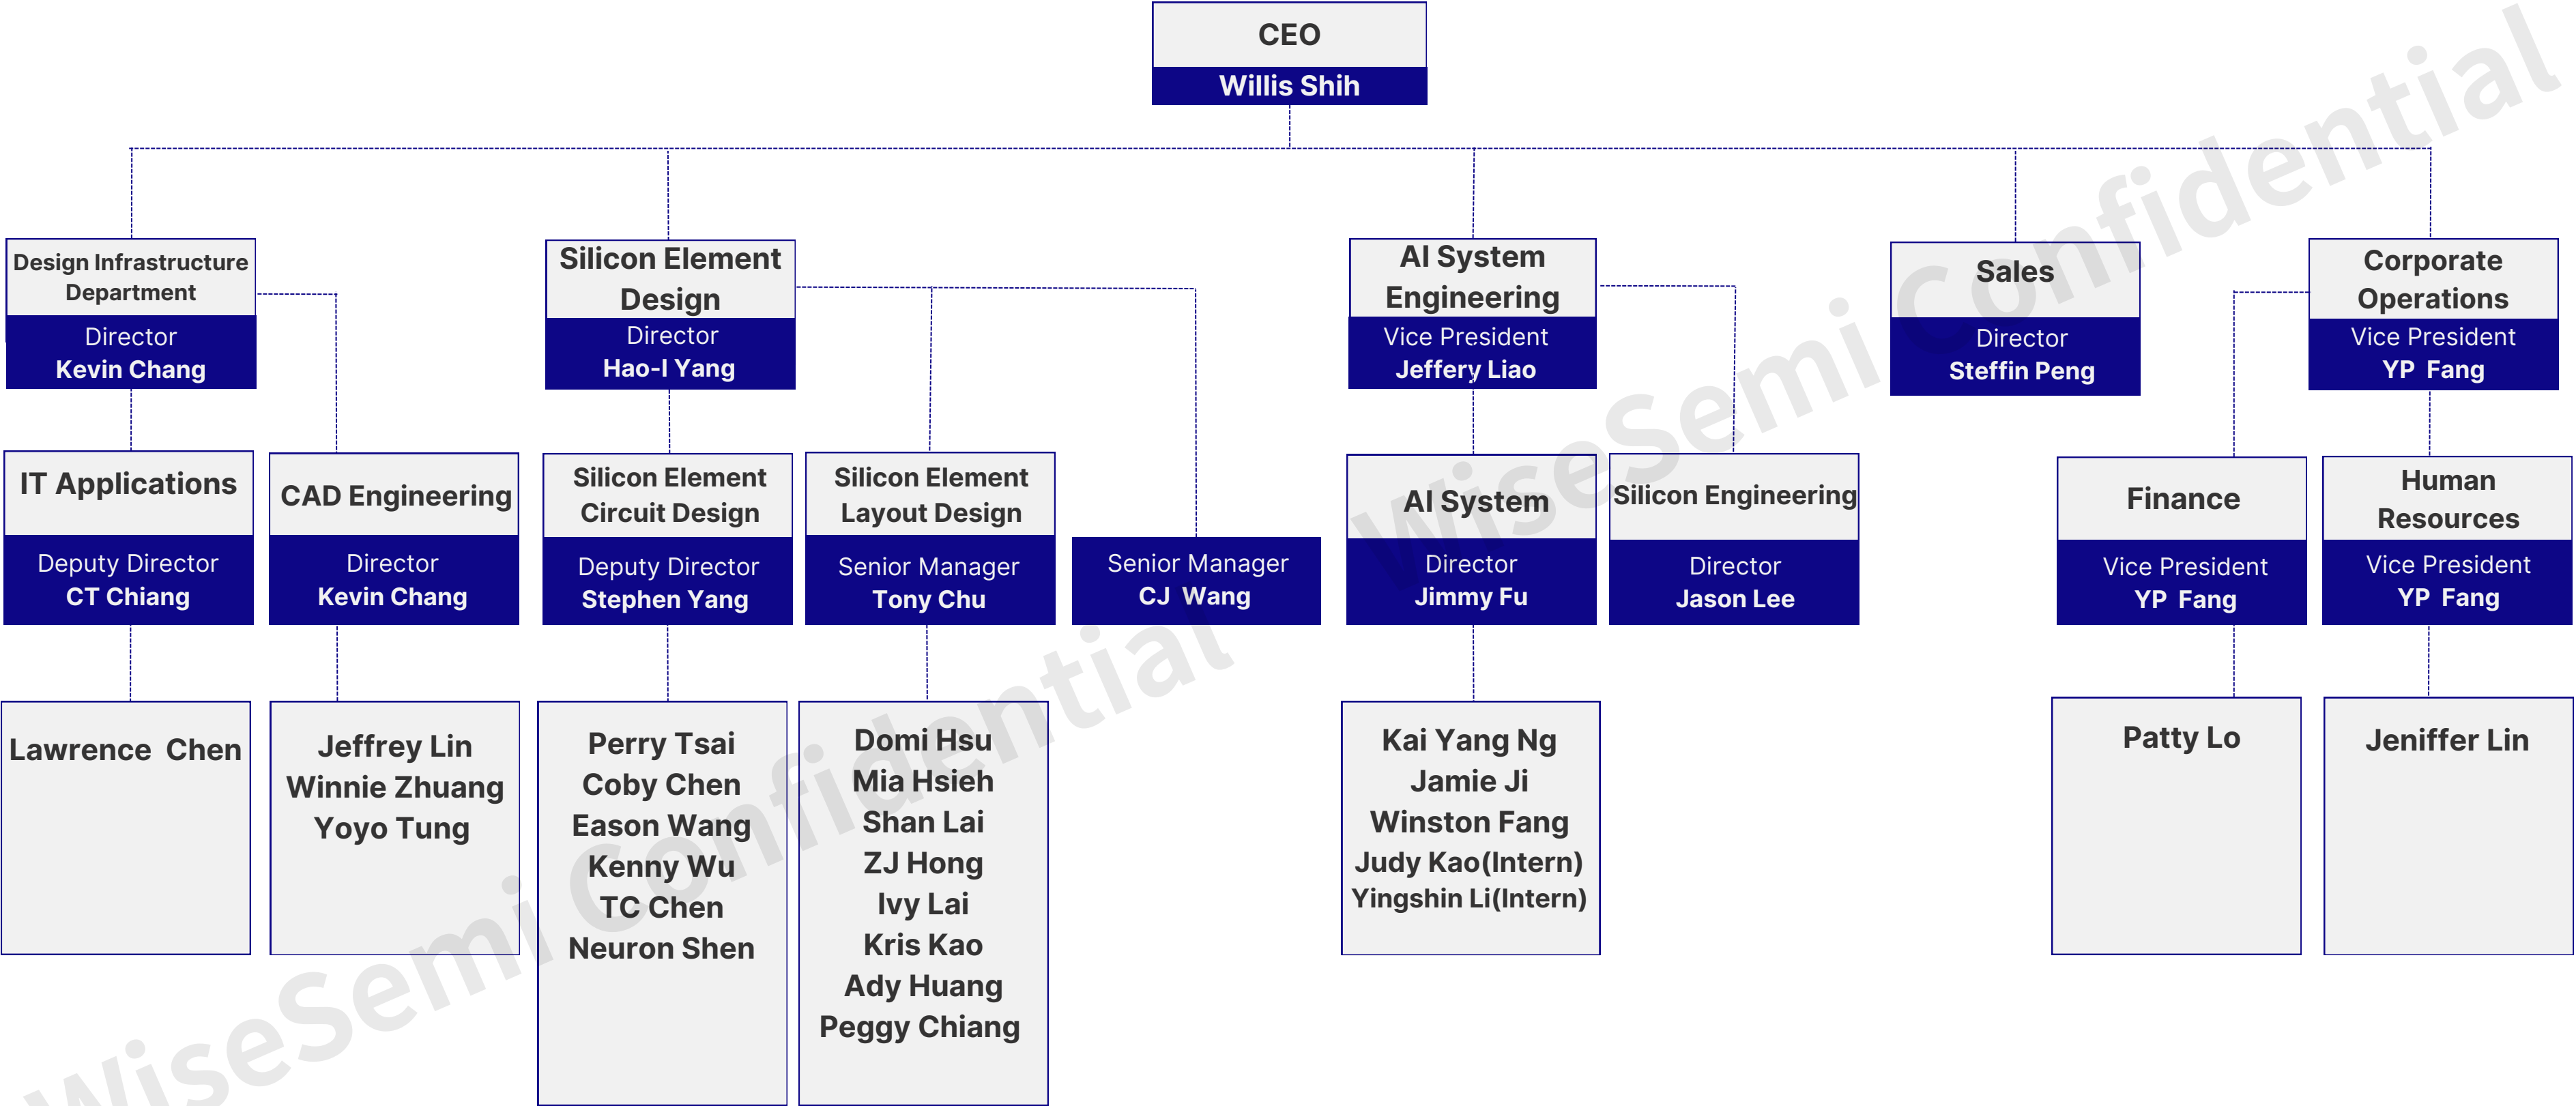 CEO
Willis Shih
Design Infrastructure
Department
Director
Kevin Chang
Silicon Element
Design
Director
Hao-I Yang
AI System
Engineering
Vice President
Jeffery Liao
Sales
Director
Steffin Peng
Corporate
Operations
Vice President
YP Fang
IT Applications
Deputy Director
CT Chiang
CAD Engineering
Director
Kevin Chang
Silicon Element
Circuit Design
Deputy Director
Stephen Yang
Silicon Element
Layout Design
Senior Manager
Tony Chu
Senior Manager
CJ Wang
AI System
Director
Jimmy Fu
Silicon Engineering
Director
Jason Lee
Finance
Vice President
YP Fang
Human
Resources
Vice President
YP Fang
Lawrence Chen
Jeffrey Lin
Winnie Zhuang
Yoyo Tung
Perry Tsai
Coby Chen
Eason Wang
Kenny Wu
TC Chen
Neuron Shen
Domi Hsu
Mia Hsieh
Shan Lai
ZJ Hong
Ivy Lai
Kris Kao
Ady Huang
Peggy Chiang
Kai Yang Ng
Jamie Ji
Winston Fang
Judy Kao(Intern)
Yingshin Li(Intern)
Patty Lo
Jeniffer Lin
WiseSemi Confidential
WiseSemi Confidential